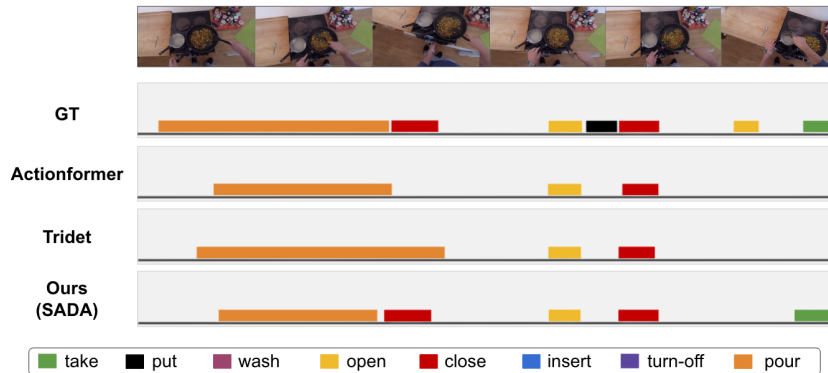 GT
Actionformer
Tridet
Ours
(SADA)
take put wash open close insert turn-off pour